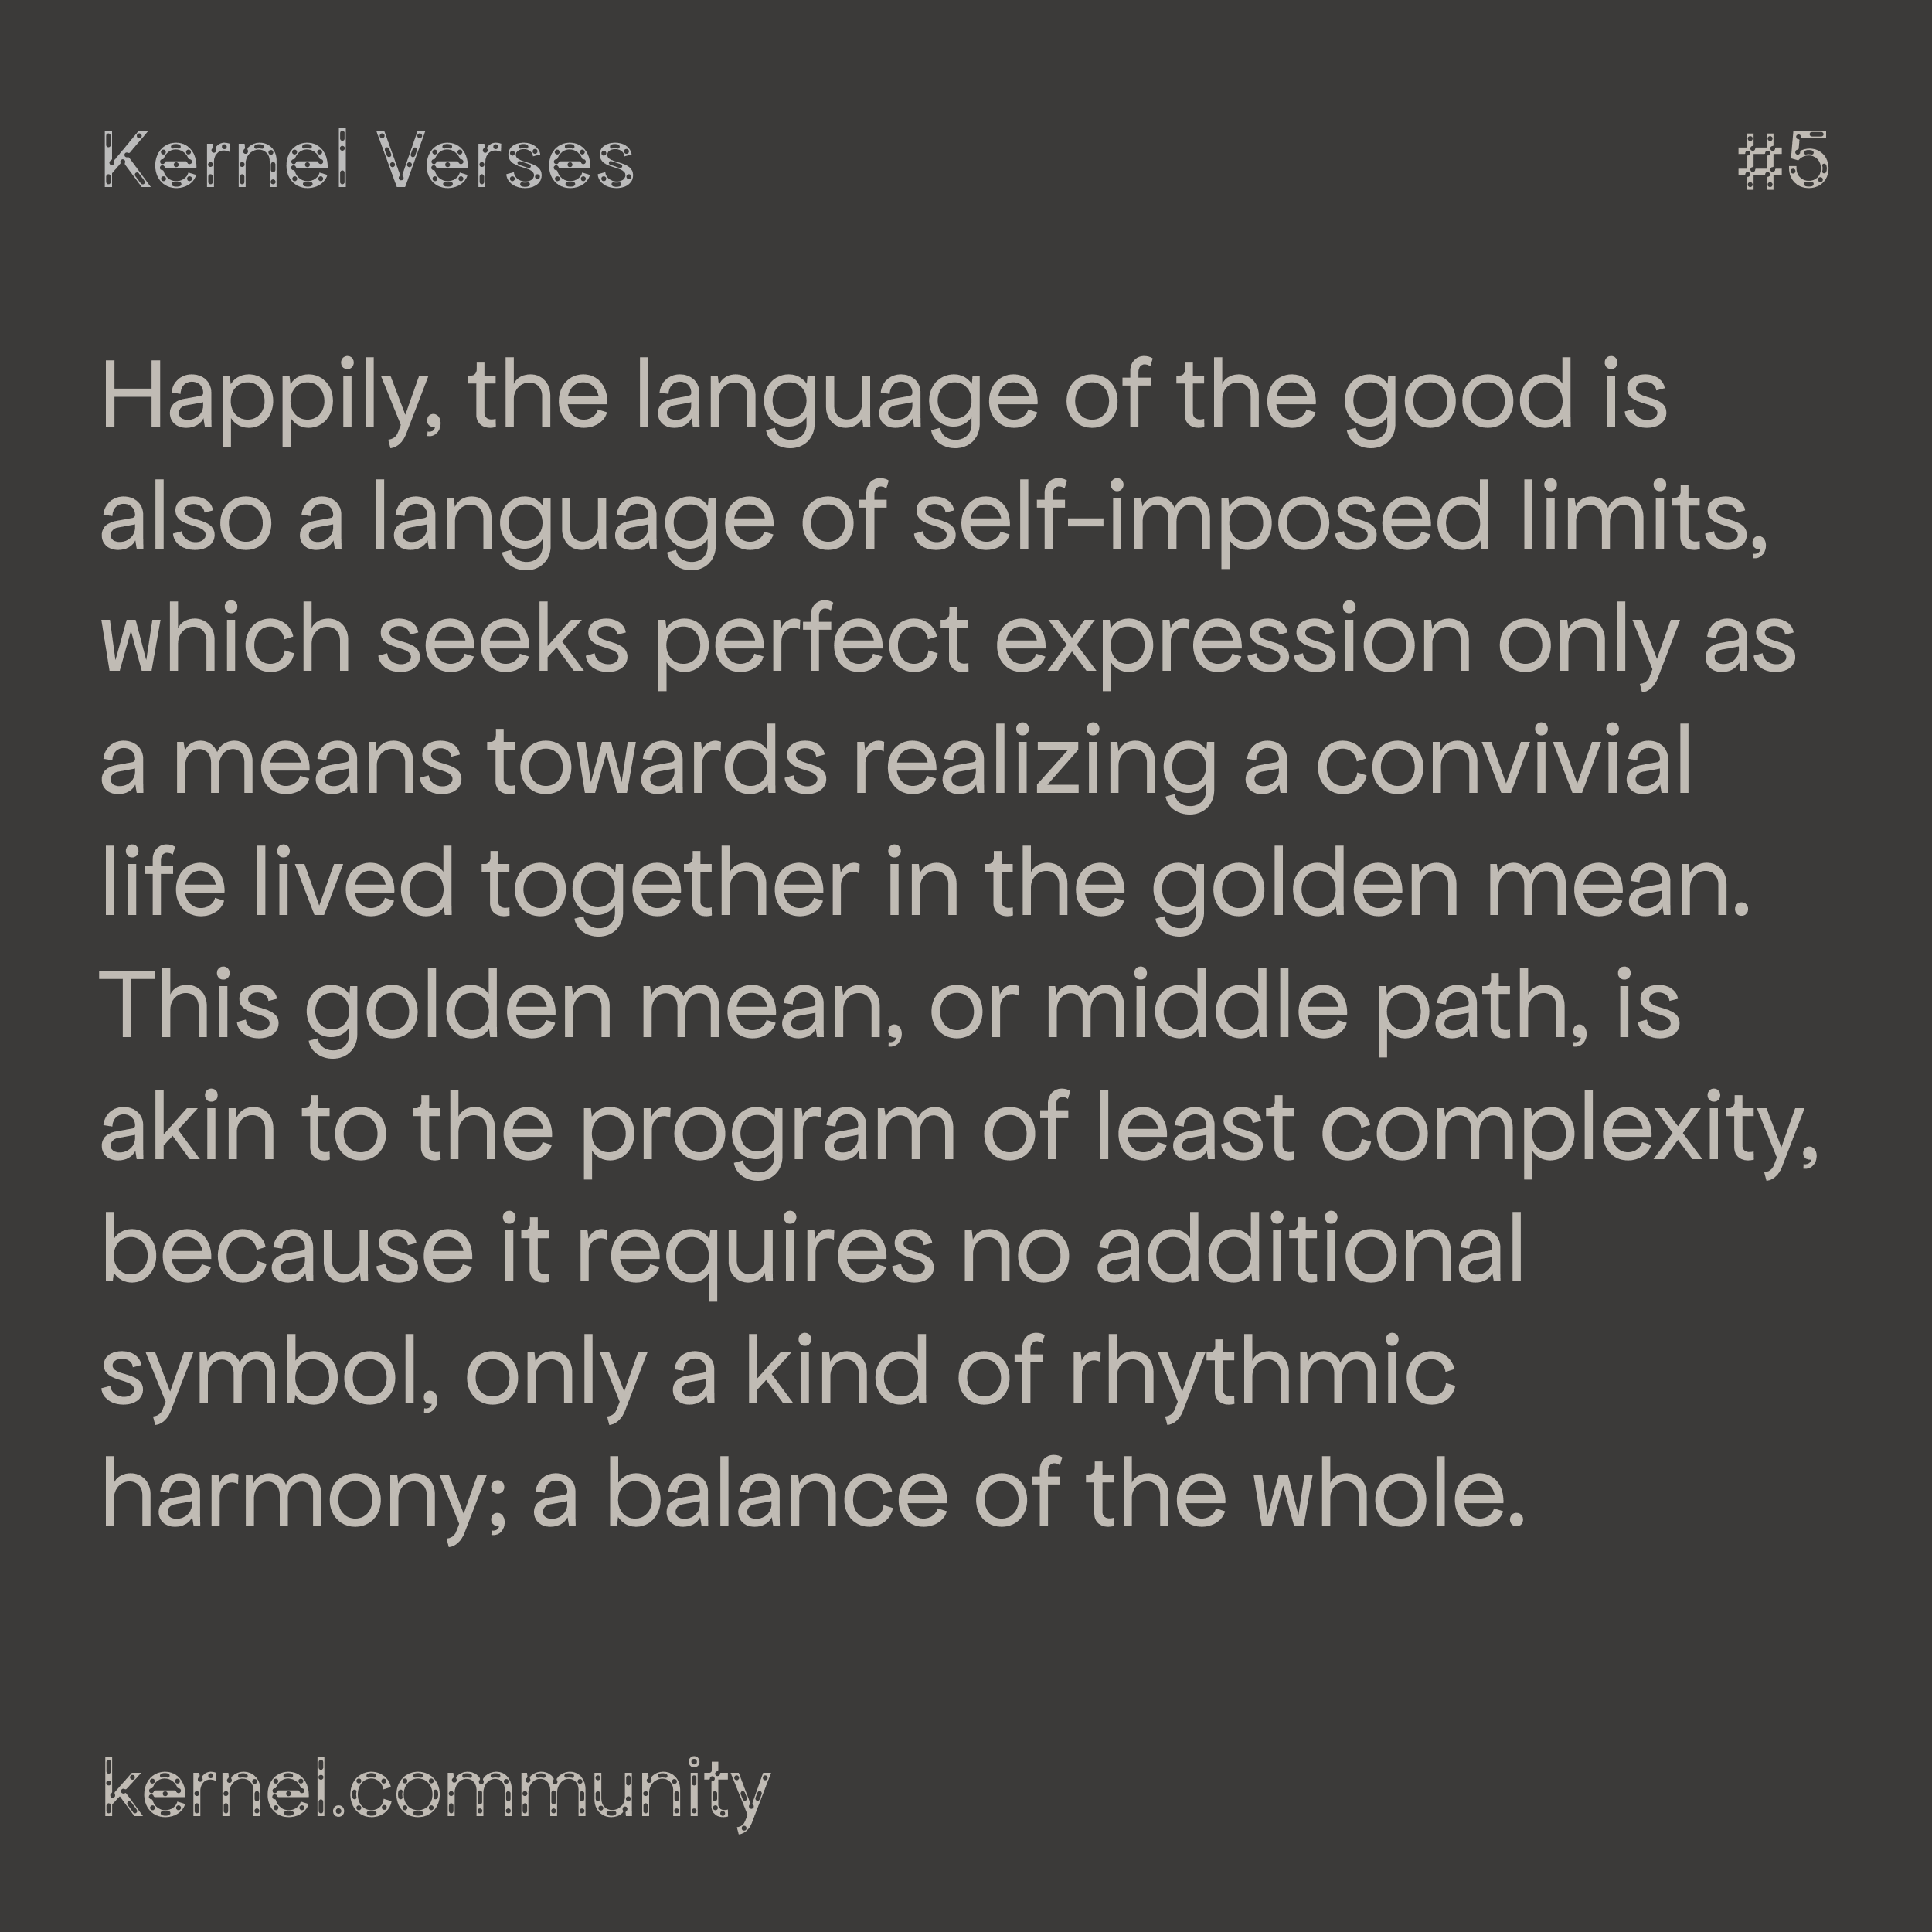 Kernel Verses #5
Happily, the language of the good is
also a language of self-imposed limits,
which seeks perfect expression only as
a means towards realizing a convivial
life lived together in the golden mean.
This golden mean, or middle path, is
akin to the program of least complexity,
because it requires no additional
symbol, only a kind of rhythmic
harmony; a balance of the whole.
kernel.community